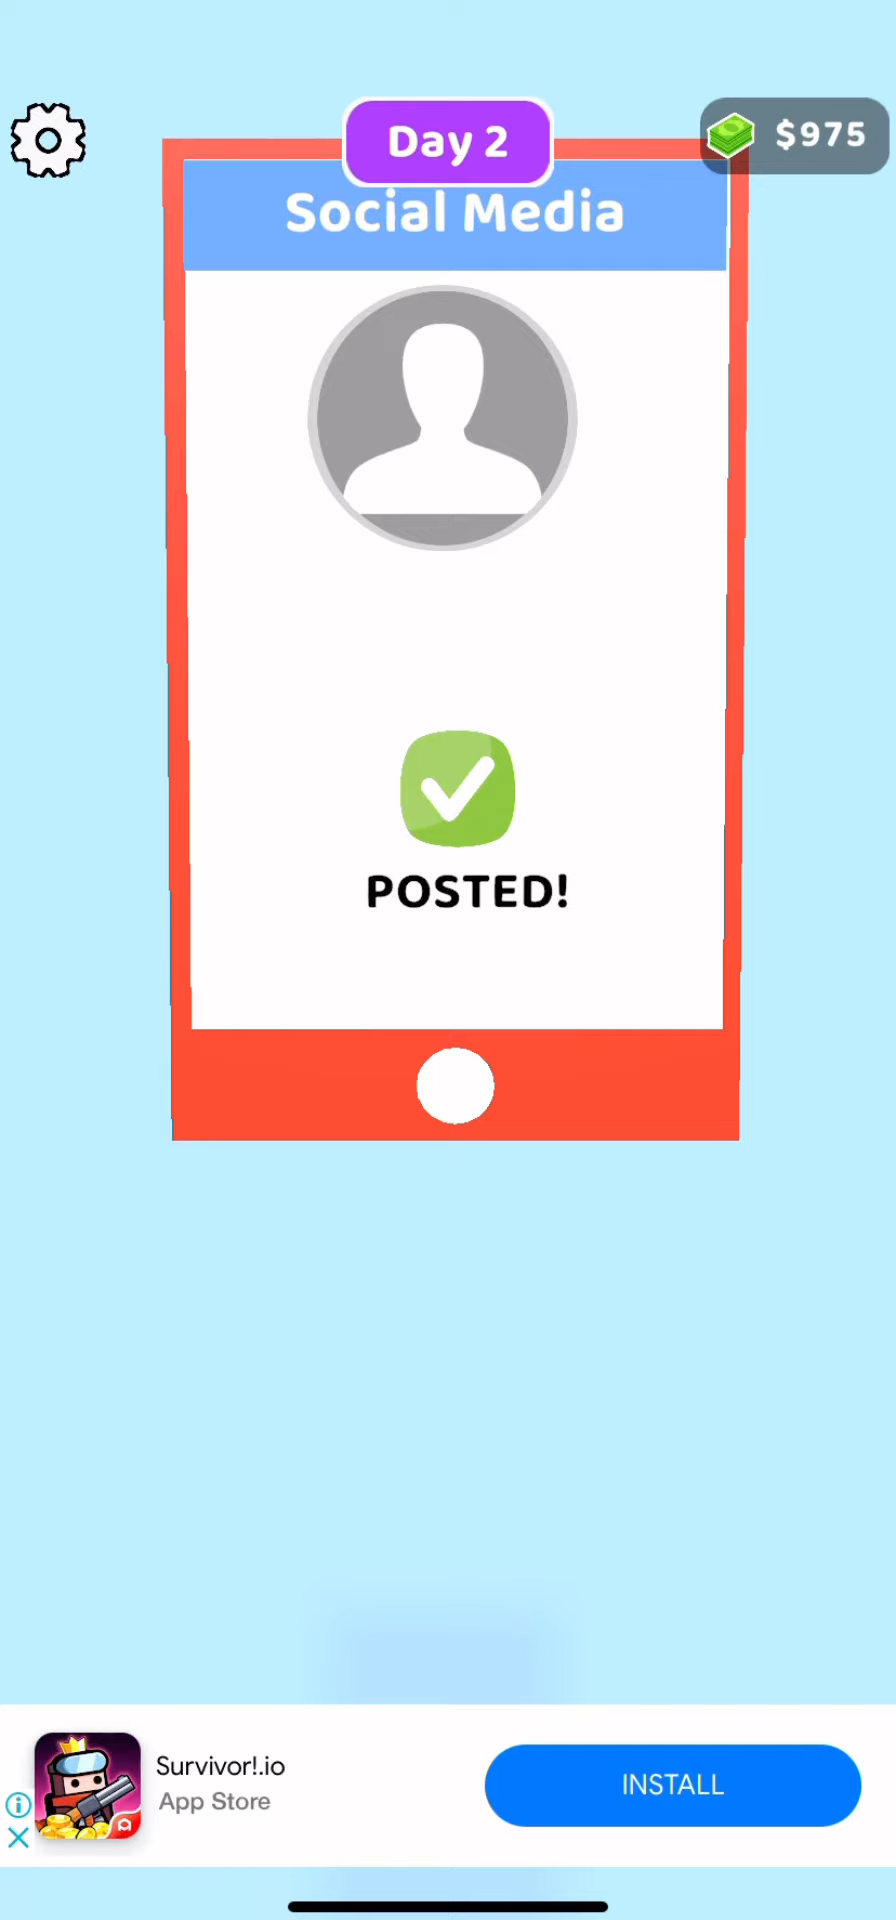 Day 2
$975
Social Media
POSTED!
Survivor!.io
App Store
INSTALL